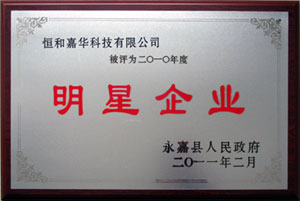 恒和嘉华科技有限公司
被评为二〇一〇年度
明星企业
永嘉县人民政府
二〇一一年二月